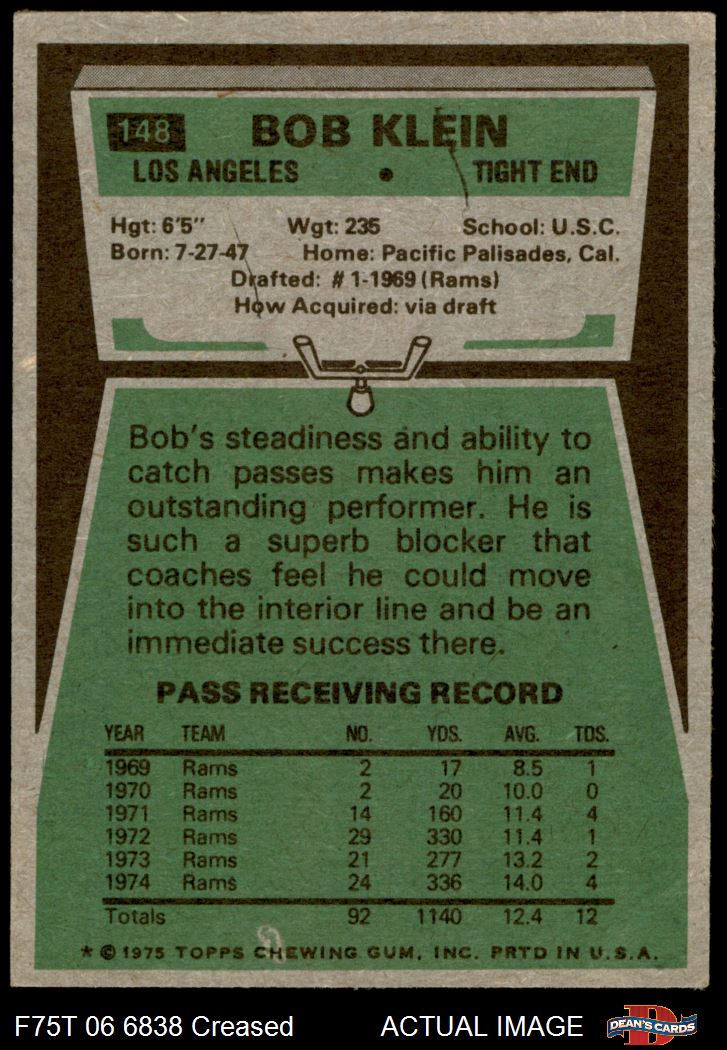 148 BOB KLEIN
LOS ANGELES • TIGHT END
Hgt: 6'5" Wgt: 235 School: U.S.C.
Born: 7-27-47 Home: Pacific Palisades, Cal.
Drafted: #1-1969 (Rams)
How Acquired: via draft
Bob's steadiness and ability to
catch passes makes him an
outstanding performer. He is
such a superb blocker that
coaches feel he could move
into the interior line and be an
immediate success there.
PASS RECEIVING RECORD
YEAR TEAM NO. YDS. AVG. TDS.
1969 Rams 2 17 8.5 1
1970 Rams 2 20 10.0 0
1971 Rams 14 160 11.4 4
1972 Rams 29 330 11.4 1
1973 Rams 21 277 13.2 2
1974 Rams 24 336 14.0 4
Totals 92 1140 12.4 12
* © 1975 TOPPS CHEWING GUM, INC. PRTD IN U.S.A.
F75T 06 6838 Creased ACTUAL IMAGE D DEAN'S CARDS